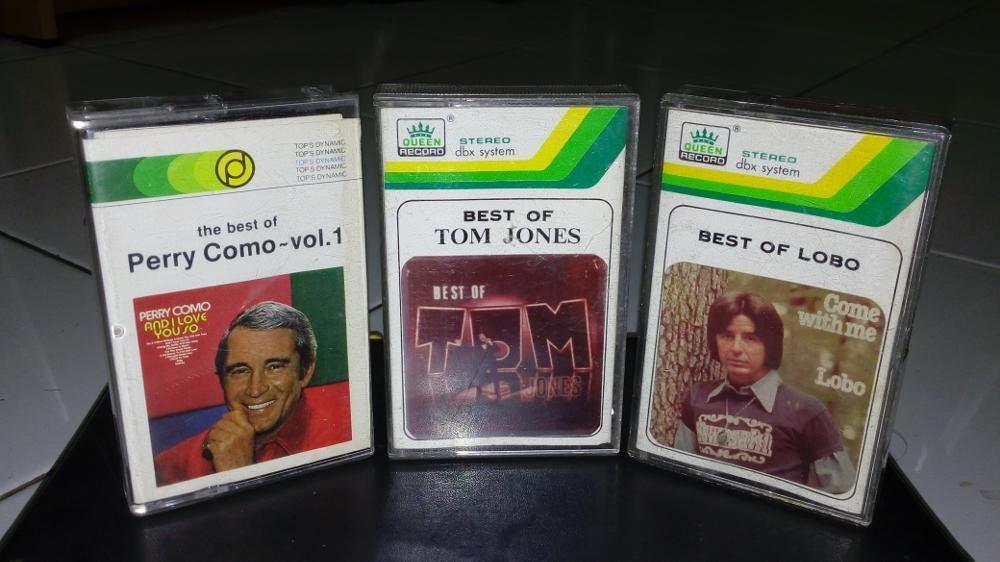 TOP'S DYNAMIC
TOP'S DYNAMIC
TOP'S DYNAMIC
TOP'S DYNAMIC
TOP'S DYNAMIC
the best of
Perry Como~vol.1
PERRY COMO
AND I LOVE
YOU SO
QUEEN
RECORD
®
STEREO
dbx system
BEST OF
TOM JONES
BEST OF
TOM
JONES
QUEEN
RECORD
®
STEREO
dbx system
BEST OF LOBO
Come
with me
Lobo